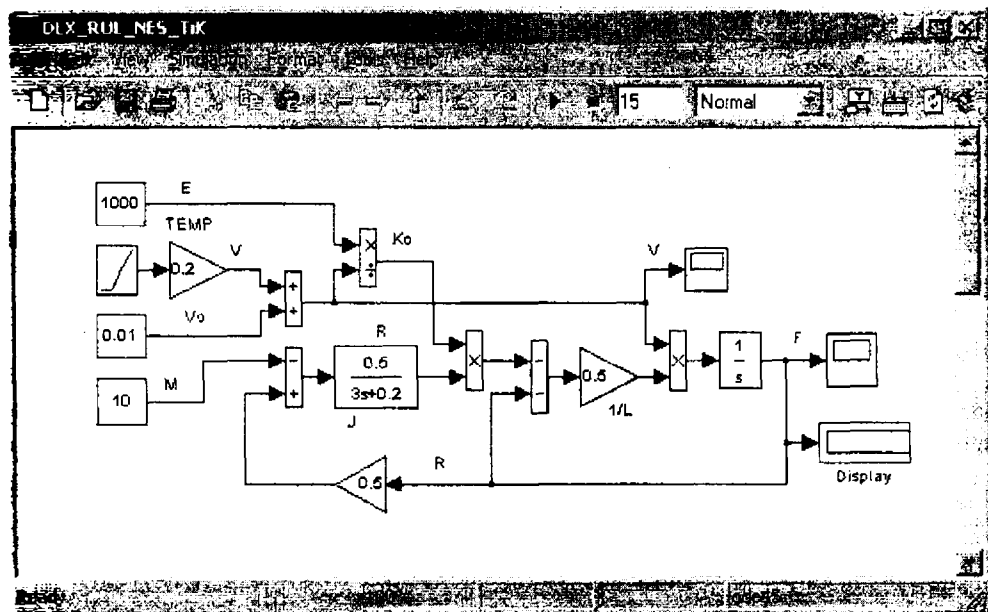 DLX_RUL_NES_TiK
View Simulation Format Tools Help
15 Normal
E
1000
TEMP
Ko
V
V
0.2
Vo
0.01
R
M
0.5
3s+0.2
10
J
0.5
1/L
1
s
F
R
0.5
Display